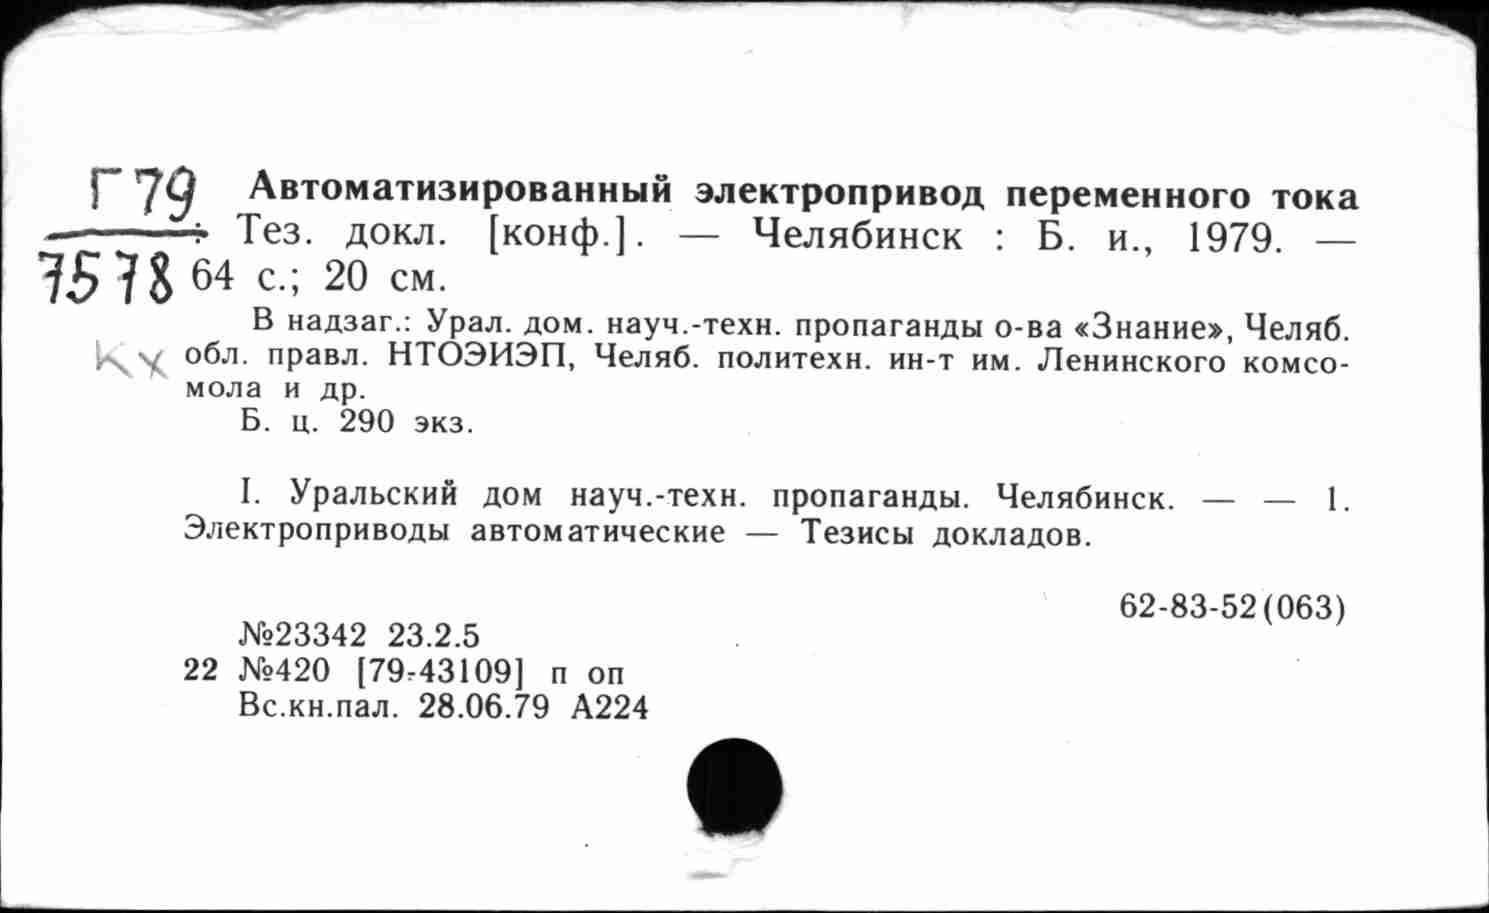 Г79 Автоматизированный электропривод переменного тока
: Тез. докл. [конф.]. — Челябинск : Б. и., 1979. —
7578 64 с.; 20 см.
В надзаг.: Урал. дом. науч.-техн. пропаганды о-ва «Знание», Челяб.
Кх обл. правл. НТОЭИЭП, Челяб. политехн. ин-т им. Ленинского комсо-
мола и др.
Б. ц. 290 экз.
I. Уральский дом науч.-техн. пропаганды. Челябинск. — — 1.
Электроприводы автоматические — Тезисы докладов.
62-83-52(063)
№23342 23.2.5
22 №420 [79-43109] п оп
Вс.кн.пал. 28.06.79 А224